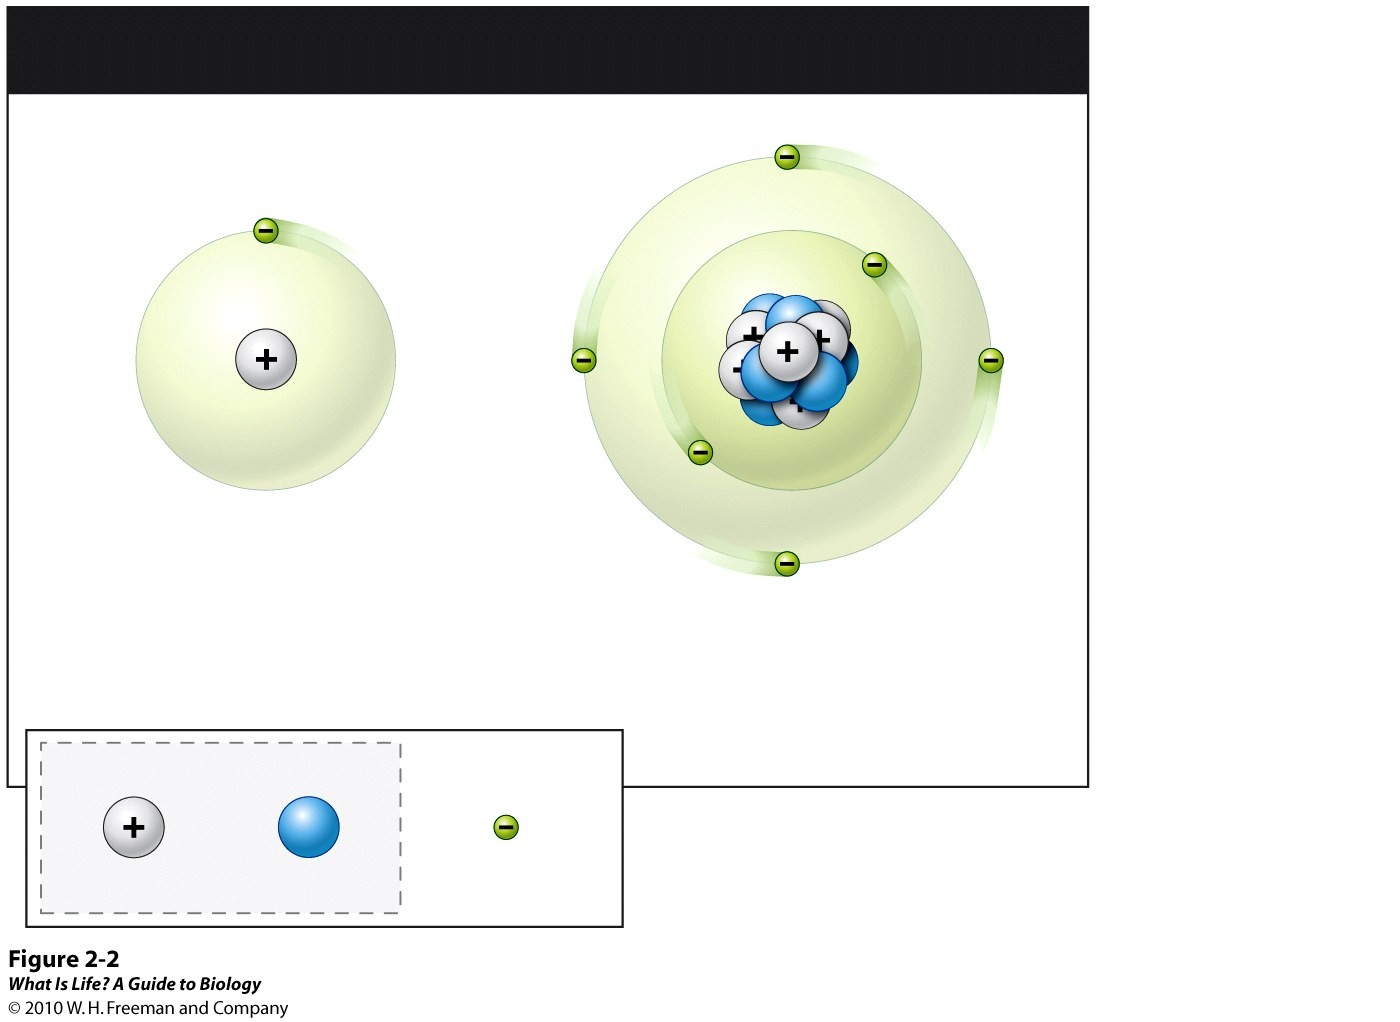 Figure 2-2
What Is Life? A Guide to Biology
© 2010 W. H. Freeman and Company